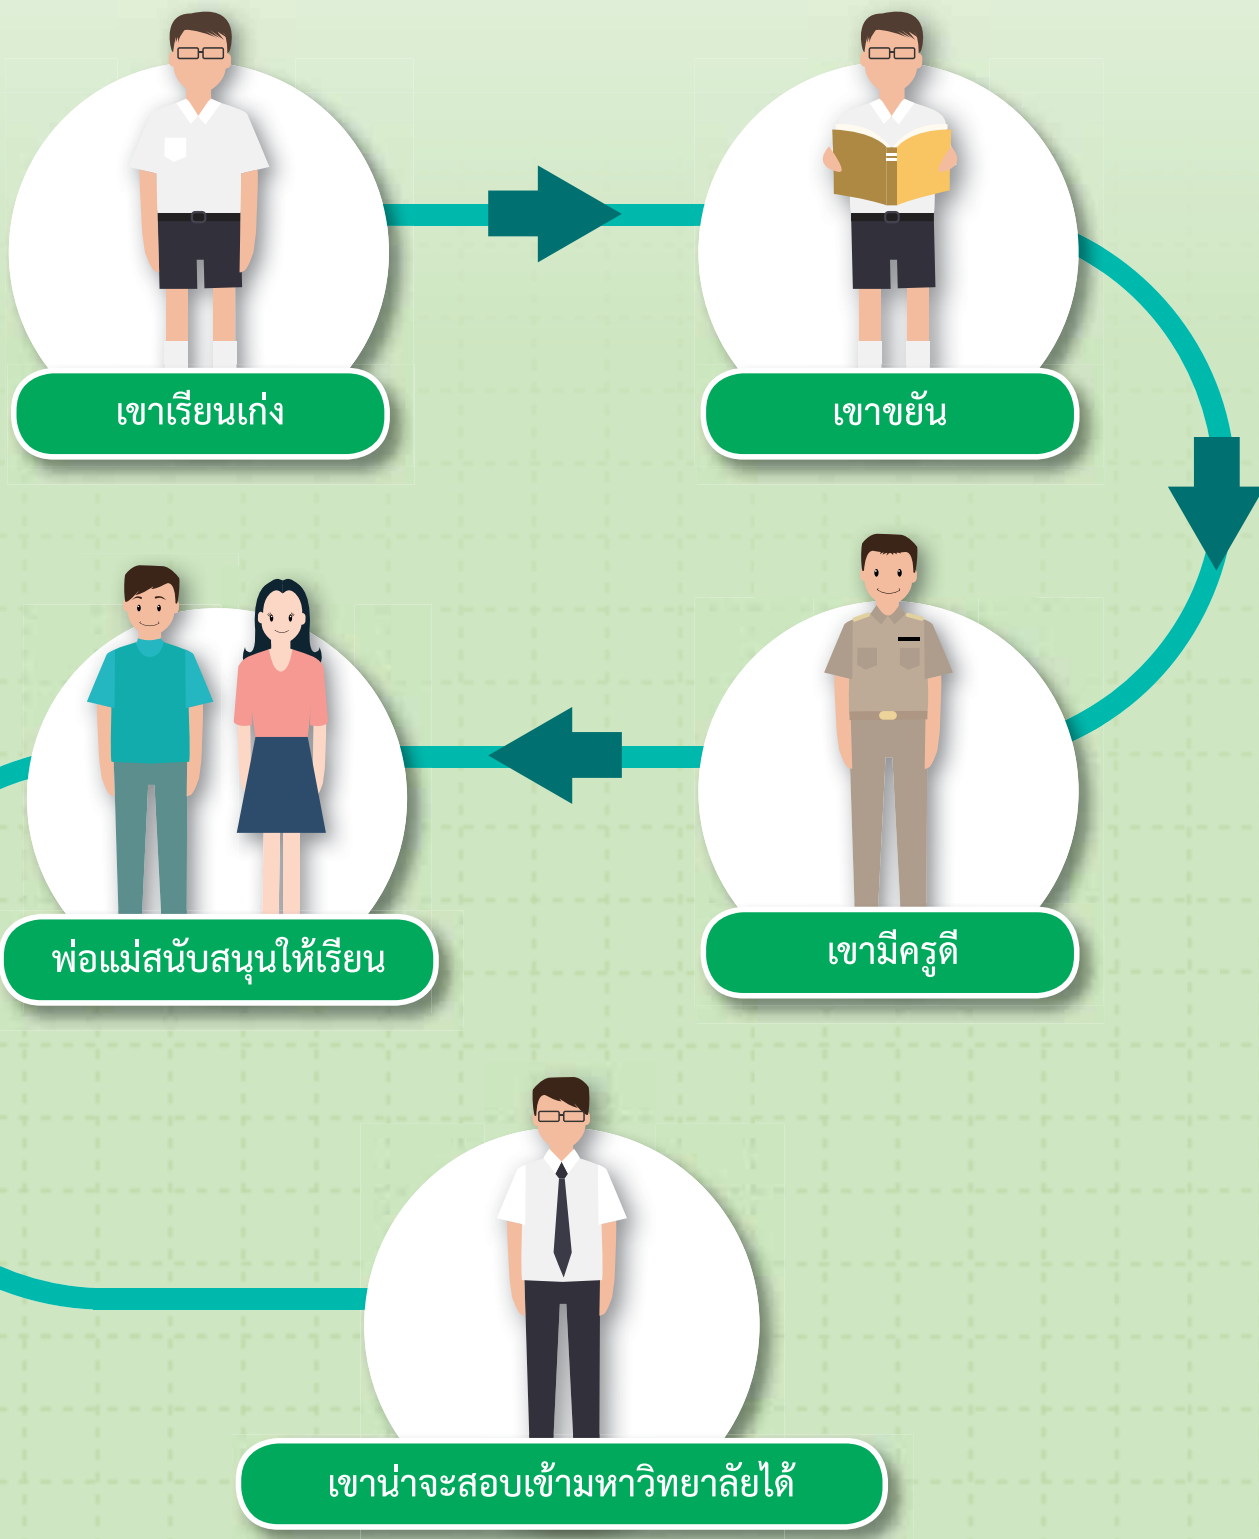 เขาเรียนเก่ง
เขาขยัน
เขามีครูดี
พ่อแม่สนับสนุนให้เรียน
เขาน่าจะสอบเข้ามหาวิทยาลัยได้